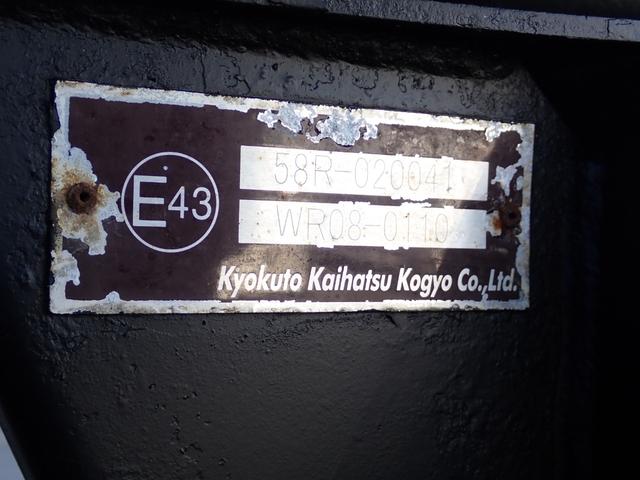 E43
58R-020041
WR08-0110
Kyokuto Kaihatsu Kogyo Co.,Ltd.